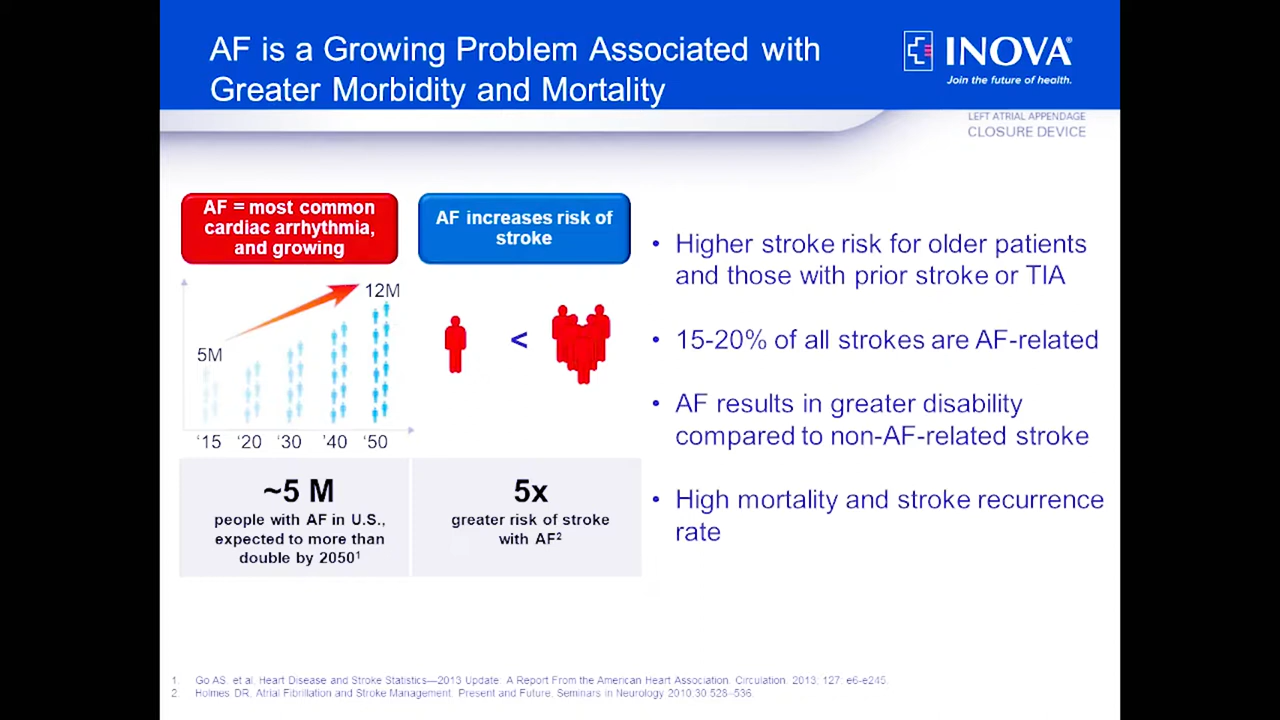 AF is a Growing Problem Associated with
Greater Morbidity and Mortality
INOVA®
Join the future of health.
LEFT ATRIAL APPENDAGE
CLOSURE DEVICE
AF = most common
cardiac arrhythmia,
and growing
AF increases risk of
stroke
12M
5M
‘15 ‘20 ‘30 ‘40 ‘50
<
~5 M
people with AF in U.S.,
expected to more than
double by 2050¹
5x
greater risk of stroke
with AF²
• Higher stroke risk for older patients
and those with prior stroke or TIA
• 15-20% of all strokes are AF-related
• AF results in greater disability
compared to non-AF-related stroke
• High mortality and stroke recurrence
rate
1. Go AS. et al. Heart Disease and Stroke Statistics—2013 Update: A Report From the American Heart Association. Circulation. 2013; 127: e6-e245.
2. Holmes DR. Atrial Fibrillation and Stroke Management: Present and Future. Seminars in Neurology 2010;30:528–536.